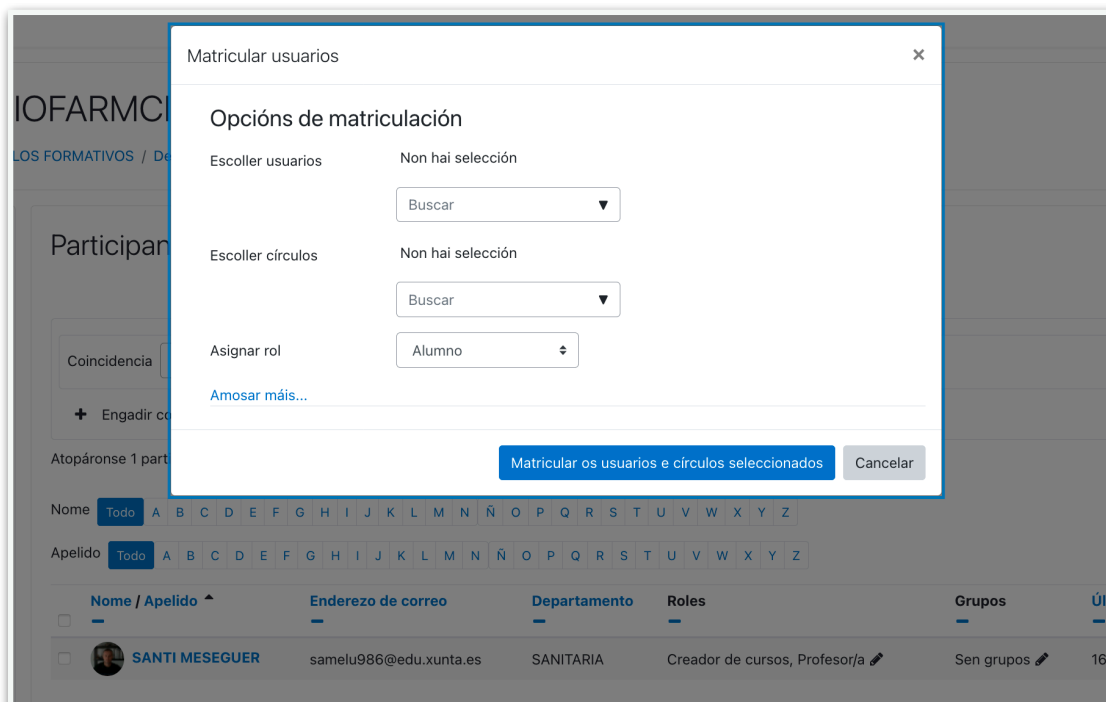 Matricular usuarios ×
IOFARMCI
Opcións de matriculación
LOS FORMATIVOS / De
Escoller usuarios Non hai selección
Buscar
Participan
Escoller círculos Non hai selección
Buscar
Asignar rol Alumno
Coincidencia
Amosar máis...
Engadir co
Matricular os usuarios e círculos seleccionados Cancelar
Atopáronse 1 part
Nome Todo A B C D E F G H I J K L M N Ñ O P Q R S T U V W X Y Z
Apelido Todo A B C D E F G H I J K L M N Ñ O P Q R S T U V W X Y Z
Nome / Apelido Enderezo de correo Departamento Roles Grupos Úl
SANTI MESEGUER samelu986@edu.xunta.es SANITARIA Creador de cursos, Profesor/a Sen grupos 16